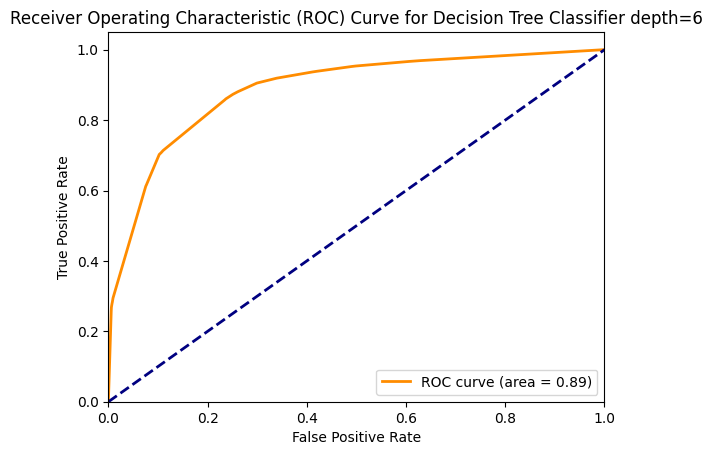 Receiver Operating Characteristic (ROC) Curve for Decision Tree Classifier depth=6
1.0
0.8
0.6
0.4
0.2
0.0
True Positive Rate
ROC curve (area = 0.89)
0.0 0.2 0.4 0.6 0.8 1.0
False Positive Rate